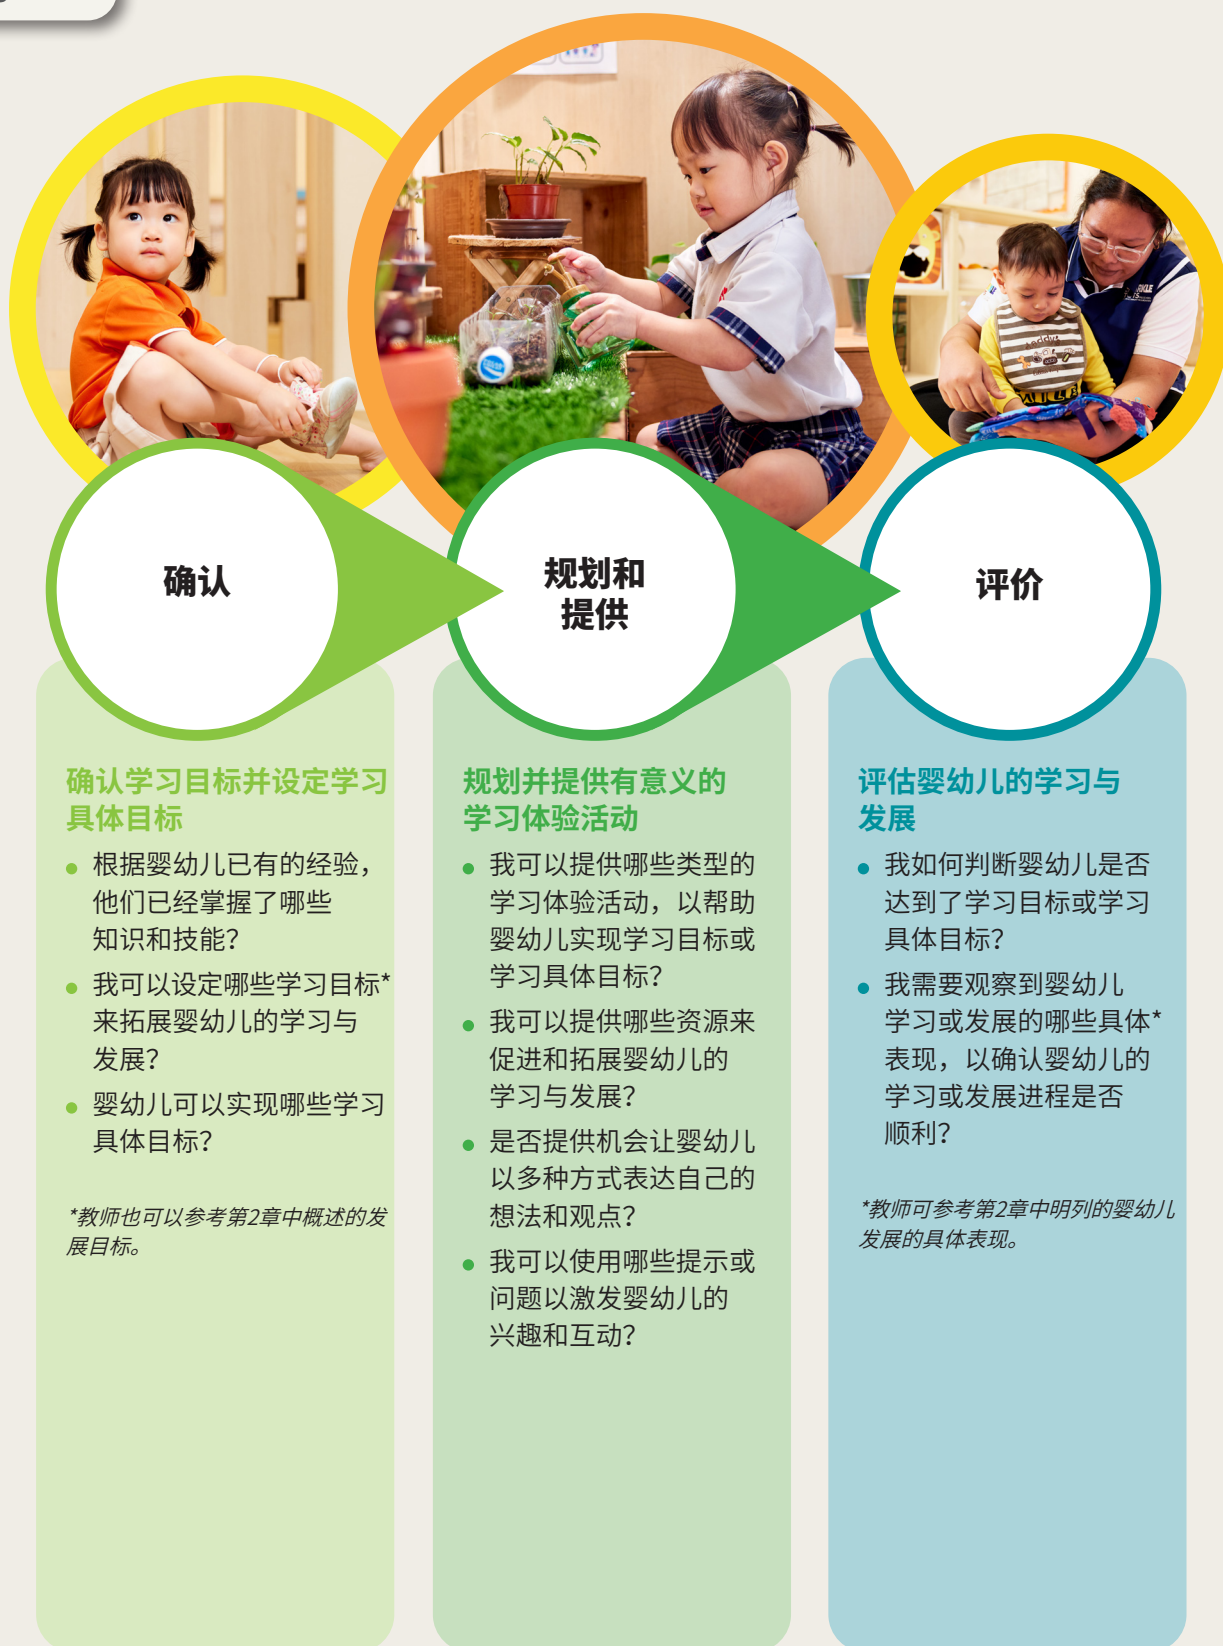 确认
规划和
提供
评价
确认学习目标并设定学习
具体目标
根据婴幼儿已有的经验，
他们已经掌握了哪些
知识和技能？
我可以设定哪些学习目标*
来拓展婴幼儿的学习与
发展？
婴幼儿可以实现哪些学习
具体目标？
*教师也可以参考第2章中概述的发
展目标。
规划并提供有意义的
学习体验活动
我可以提供哪些类型的
学习体验活动，以帮助
婴幼儿实现学习目标或
学习具体目标？
我可以提供哪些资源来
促进和拓展婴幼儿的
学习与发展？
是否提供机会让婴幼儿
以多种方式表达自己的
想法和观点？
我可以使用哪些提示或
问题以激发婴幼儿的
兴趣和互动？
评估婴幼儿的学习与
发展
我如何判断婴幼儿是否
达到了学习目标或学习
具体目标？
我需要观察到婴幼儿
学习或发展的哪些具体*
表现，以确认婴幼儿的
学习或发展进程是否
顺利？
*教师可参考第2章中明列的婴幼儿
发展的具体表现。